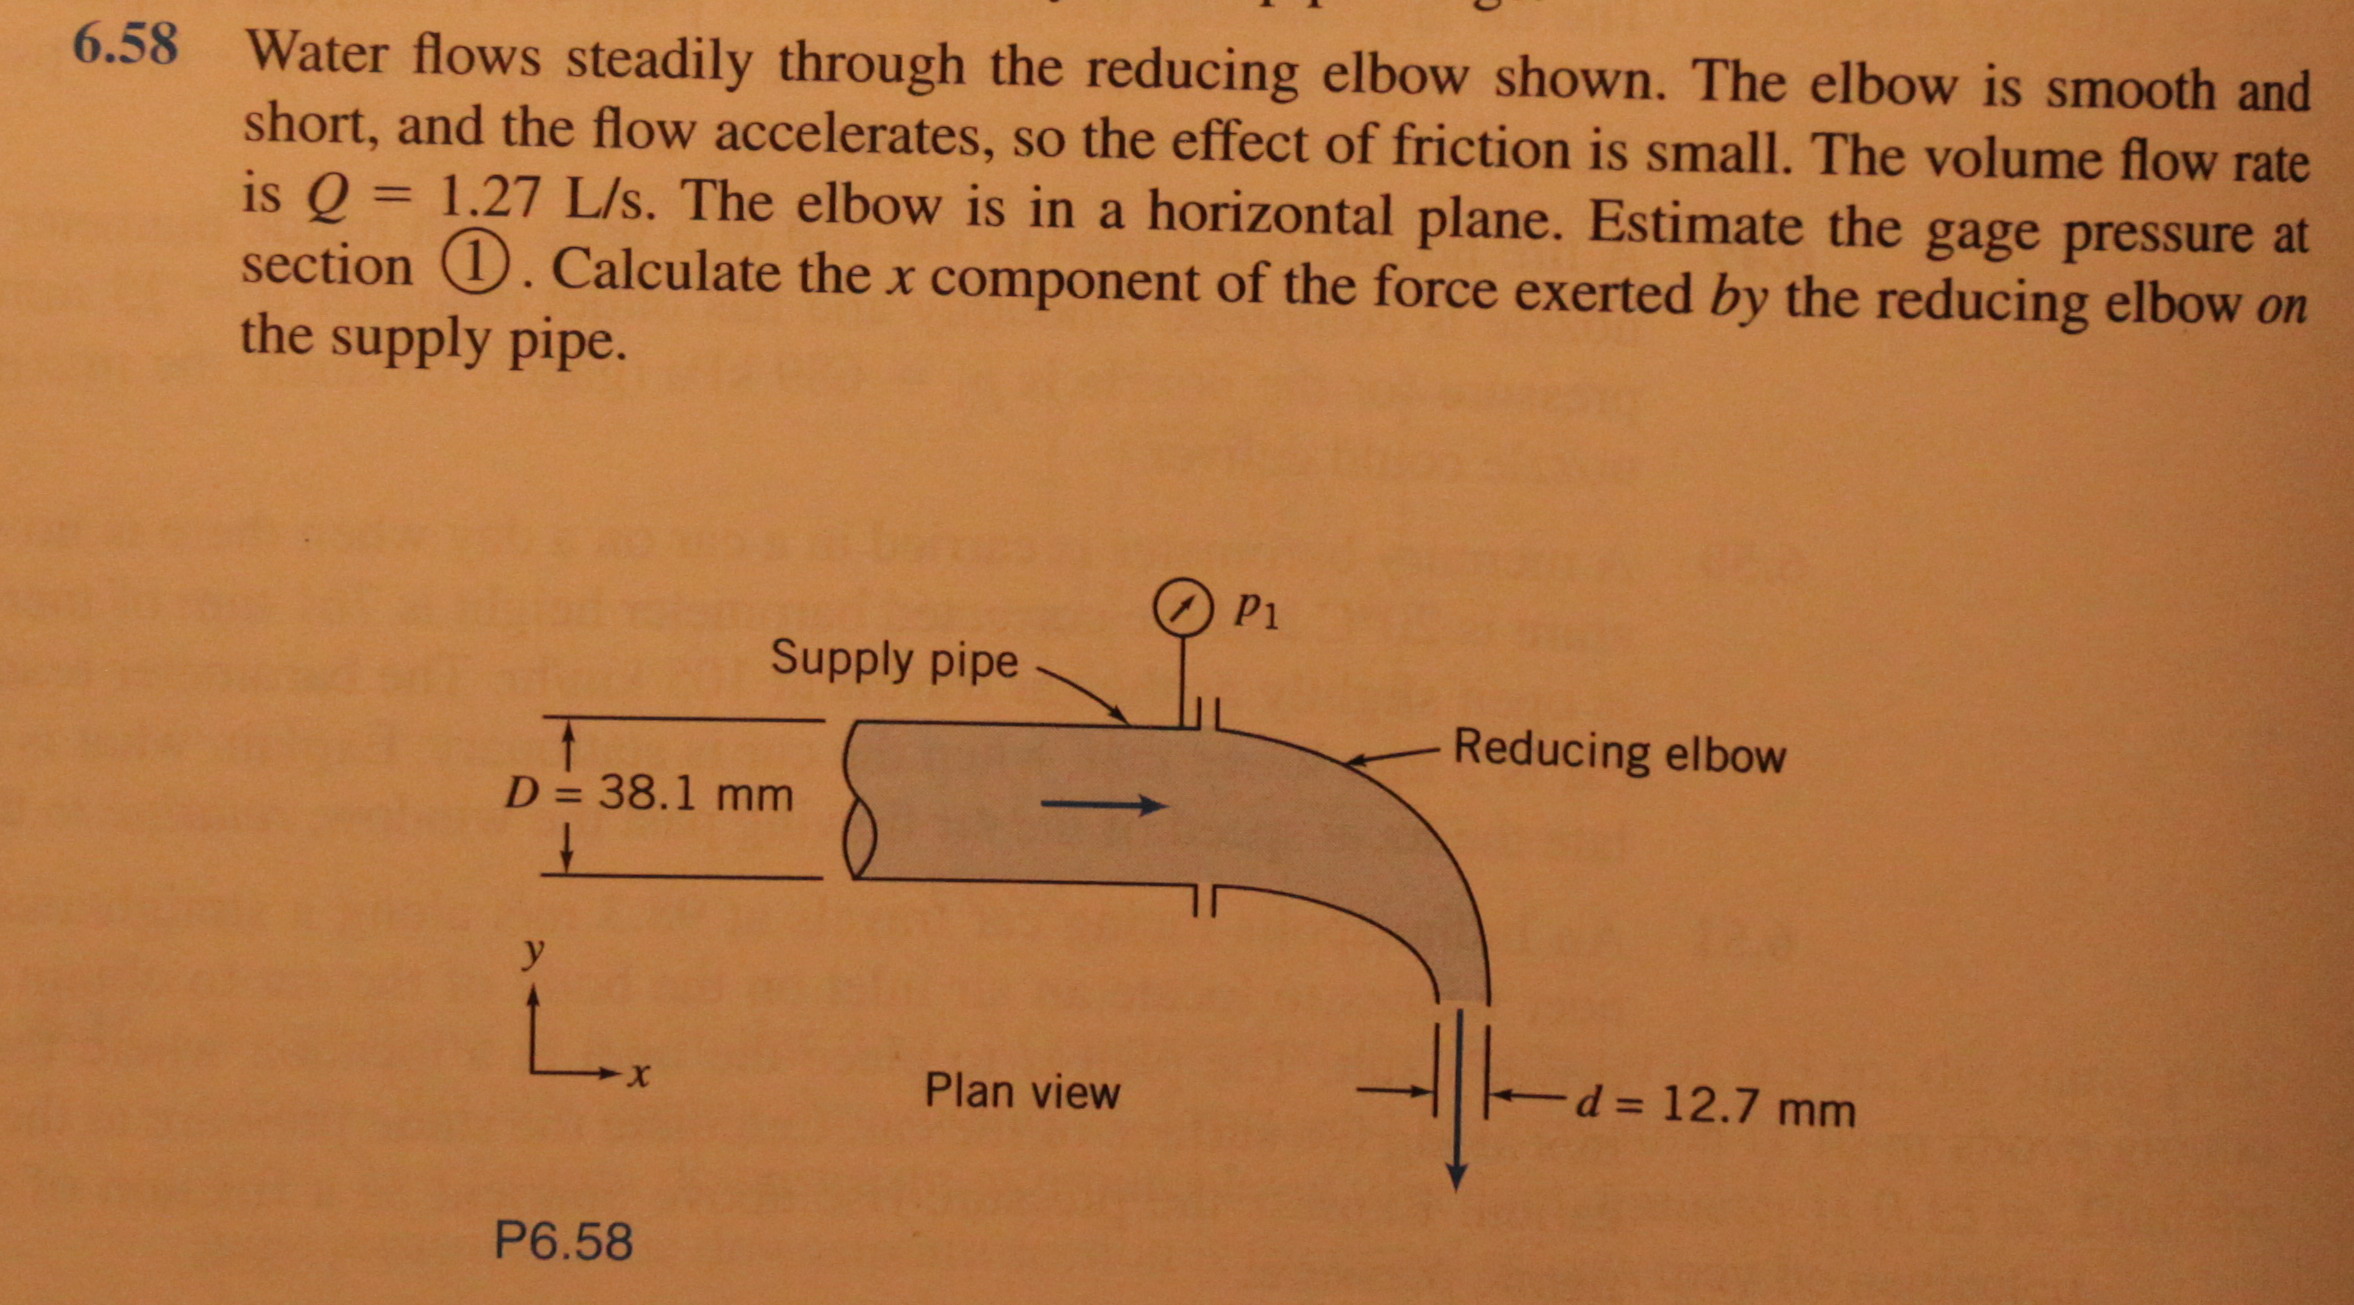 6.58 Water flows steadily through the reducing elbow shown. The elbow is smooth and
short, and the flow accelerates, so the effect of friction is small. The volume flow rate
is Q = 1.27 L/s. The elbow is in a horizontal plane. Estimate the gage pressure at
section ①. Calculate the x component of the force exerted by the reducing elbow on
the supply pipe.
p₁
Supply pipe
Reducing elbow
D = 38.1 mm
y
x
Plan view
d = 12.7 mm
P6.58